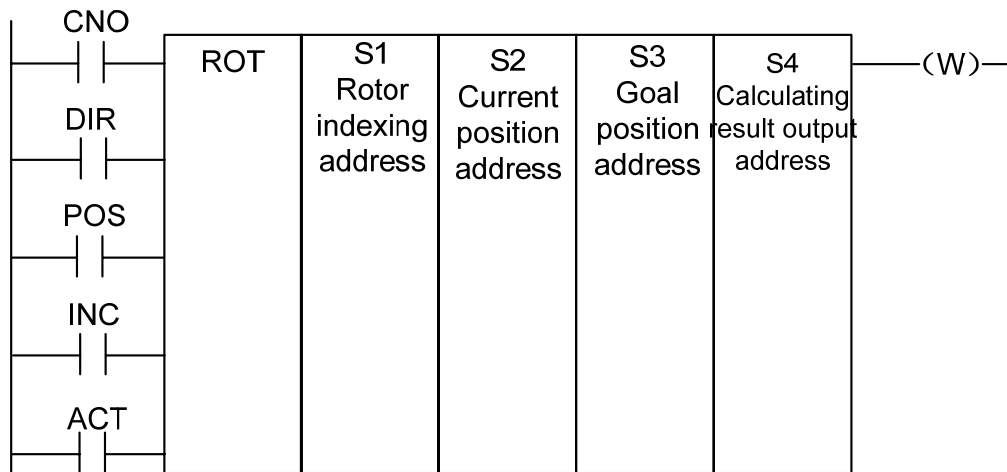 CNO
DIR
POS
INC
ACT
ROT
S1
Rotor
indexing
address
S2
Current
position
address
S3
Goal
position
address
S4
Calculating
result output
address
(W)